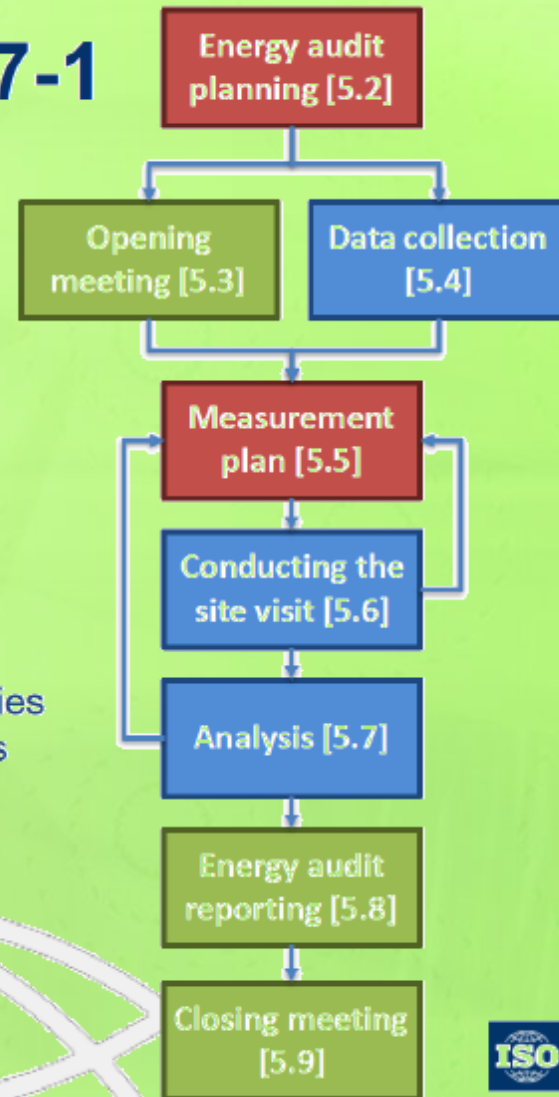 7-1
Energy audit
planning [5.2]
Opening
meeting [5.3]
Data collection
[5.4]
Measurement
plan [5.5]
Conducting the
site visit [5.6]
ies
s
Analysis [5.7]
Energy audit
reporting [5.8]
Closing meeting
[5.9]
ISO